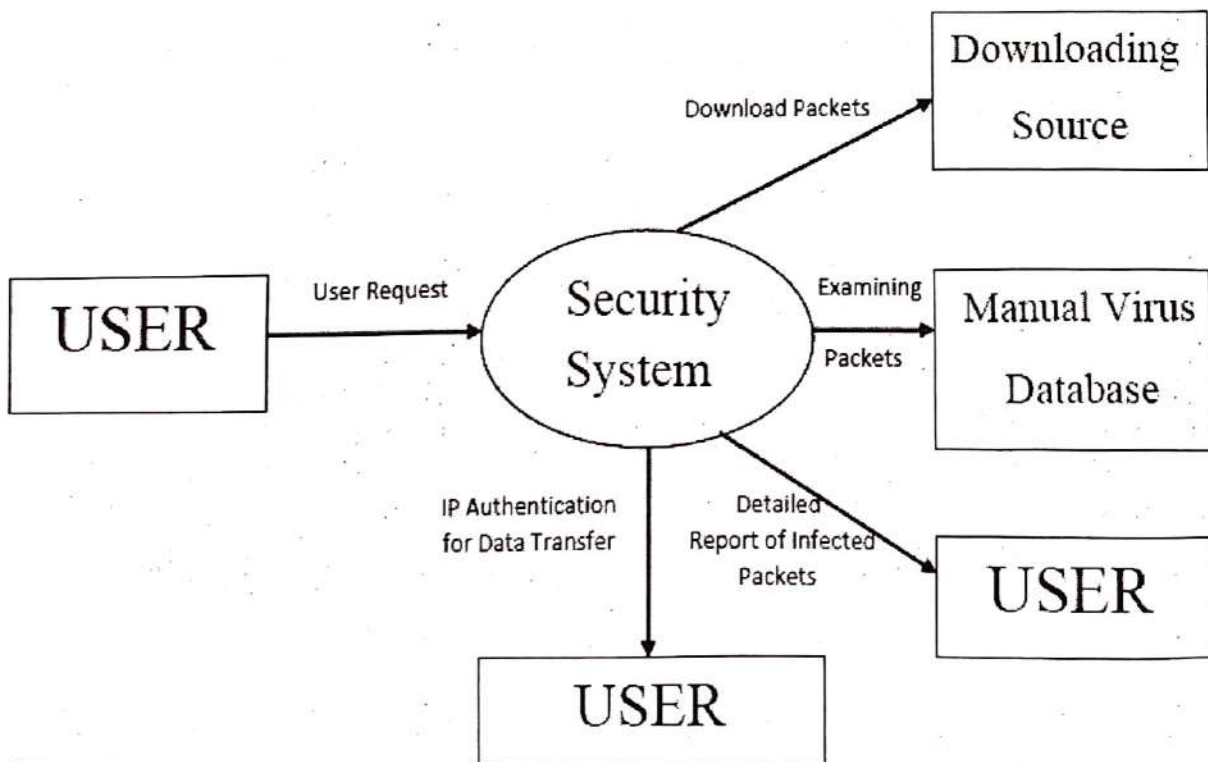 Downloading
Source
Download Packets
USER
User Request
Security
System
Examining
Packets
Manual Virus
Database
IP Authentication
for Data Transfer
Detailed
Report of Infected
Packets
USER
USER